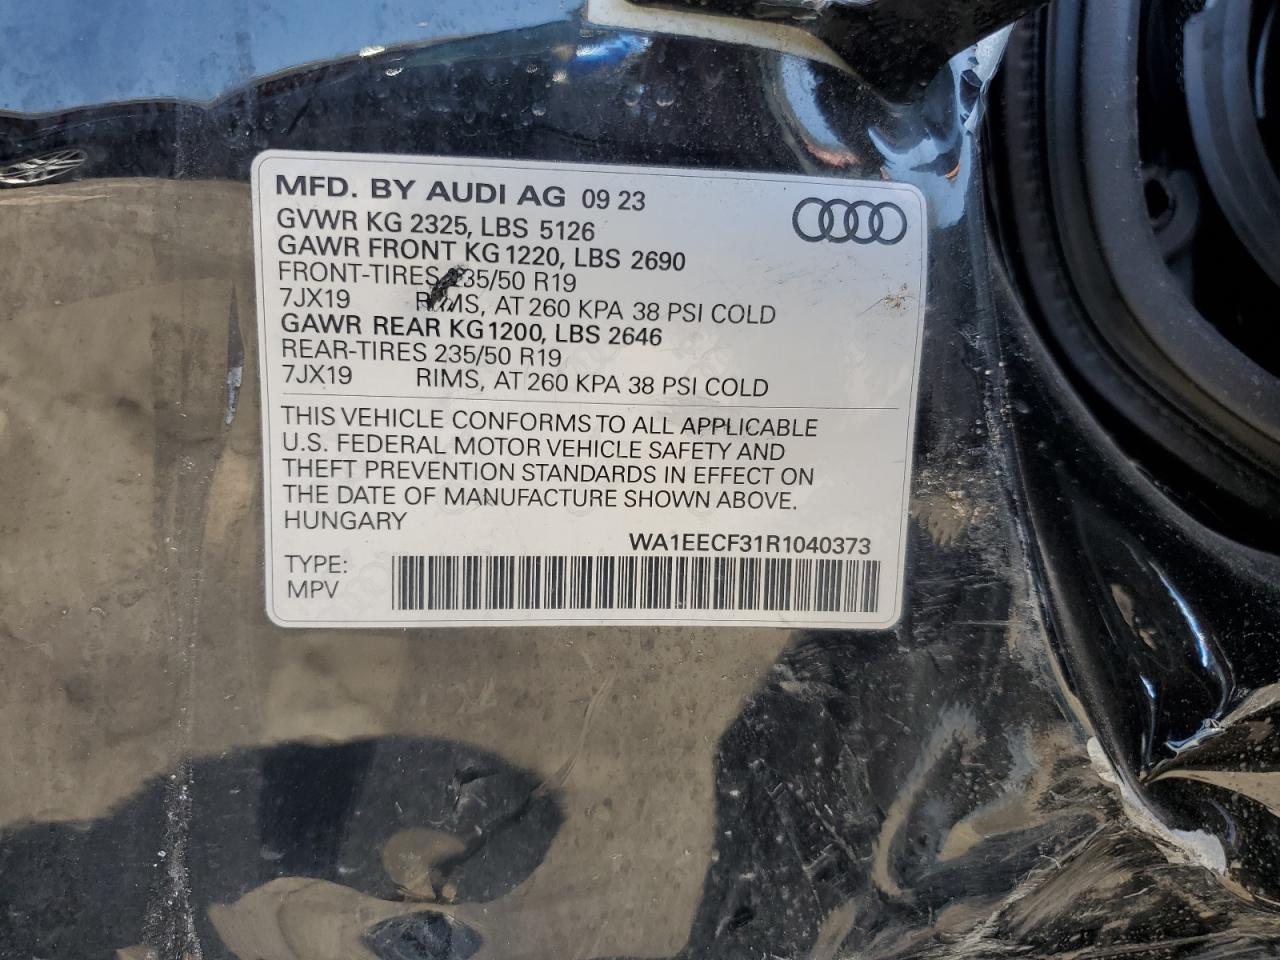 MFD. BY AUDI AG 09 23
GVWR KG 2325, LBS 5126
GAWR FRONT KG 1220, LBS 2690
FRONT-TIRES 235/50 R19
7JX19 RIMS, AT 260 KPA 38 PSI COLD
GAWR REAR KG 1200, LBS 2646
REAR-TIRES 235/50 R19
7JX19 RIMS, AT 260 KPA 38 PSI COLD
THIS VEHICLE CONFORMS TO ALL APPLICABLE
U.S. FEDERAL MOTOR VEHICLE SAFETY AND
THEFT PREVENTION STANDARDS IN EFFECT ON
THE DATE OF MANUFACTURE SHOWN ABOVE.
HUNGARY
WA1EECF31R1040373
TYPE:
MPV